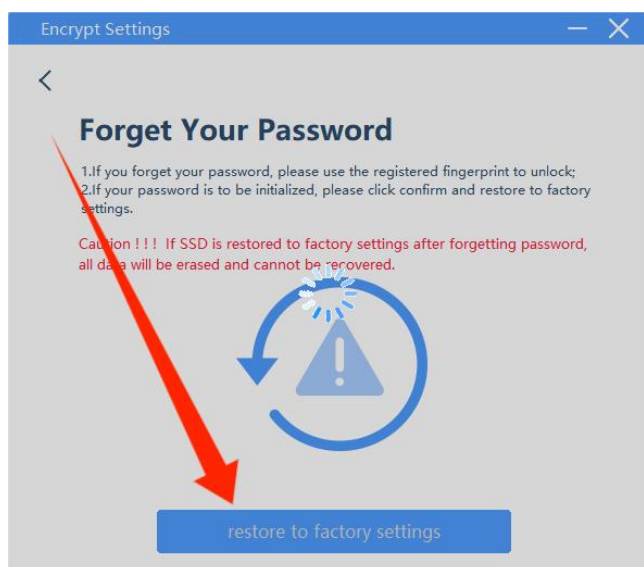 Encrypt Settings
Forget Your Password
1.If you forget your password, please use the registered fingerprint to unlock;
2.If your password is to be initialized, please click confirm and restore to factory
settings.
Caution ! ! !  If SSD is restored to factory settings after forgetting password,
all data will be erased and cannot be recovered.
restore to factory settings